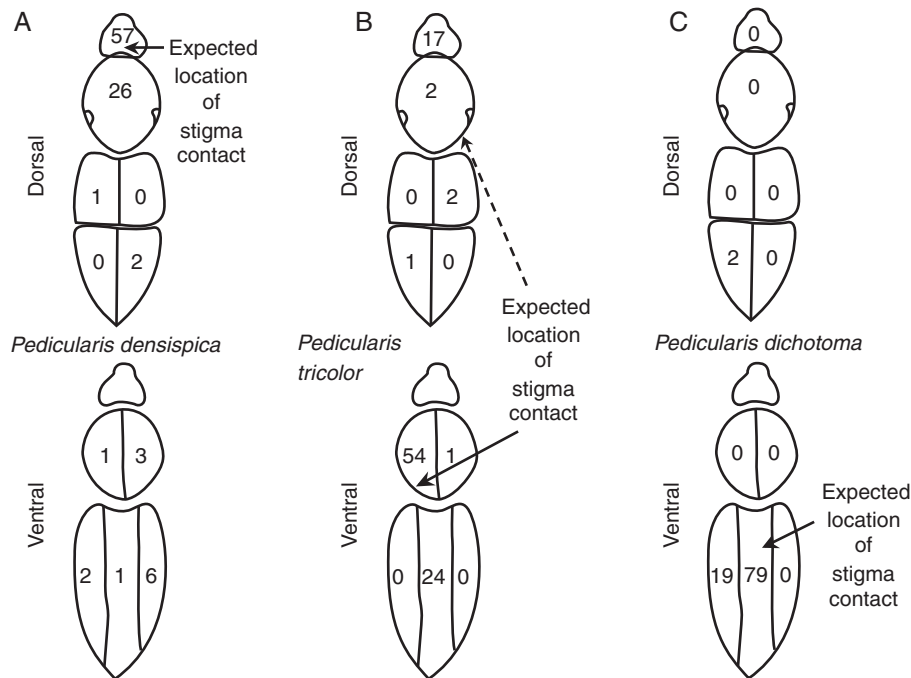 A
57
Expected
location
of
stigma
contact
26
Dorsal
1 0
0 2
Pedicularis densispica
1 3
Ventral
2 1 6
B
17
2
Dorsal
0 2
1 0
Pedicularis
tricolor
Expected
location
of
stigma
contact
54 1
Ventral
0 24 0
C
0
0
Dorsal
0 0
2 0
Pedicularis dichotoma
0 0
Ventral
Expected
location
of
stigma
contact
19 79 0